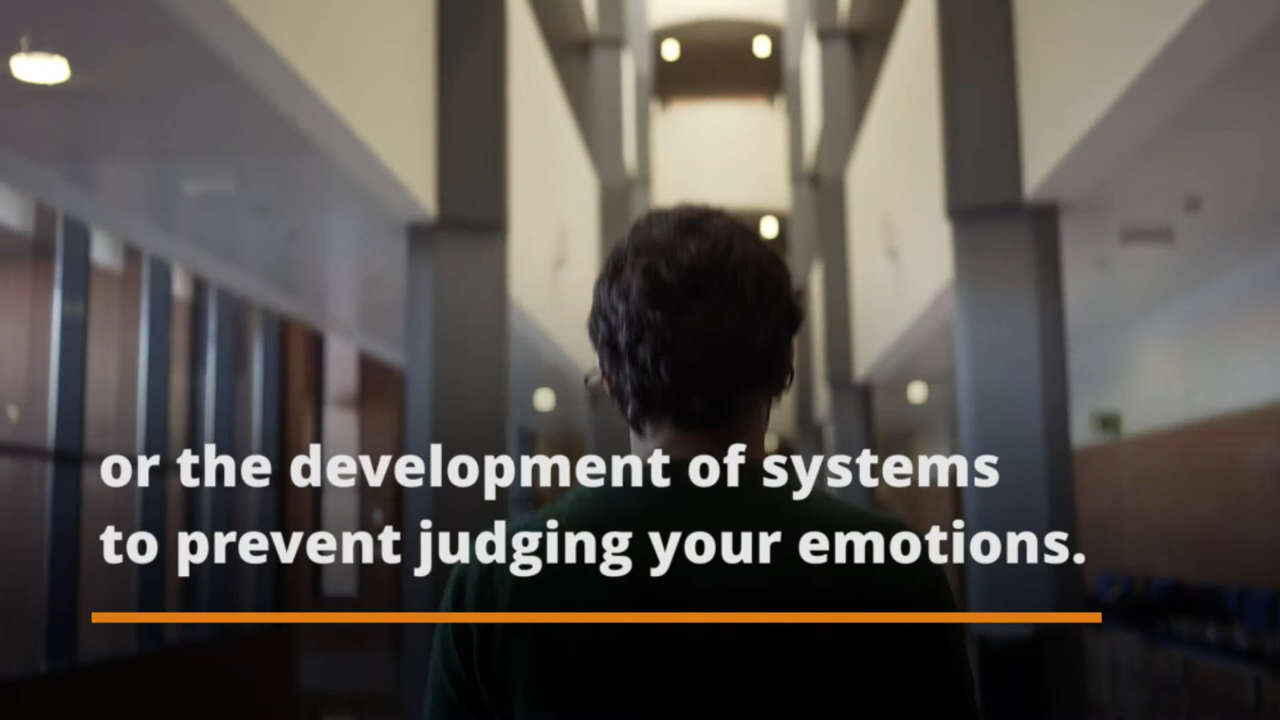 or the development of systems
to prevent judging your emotions.